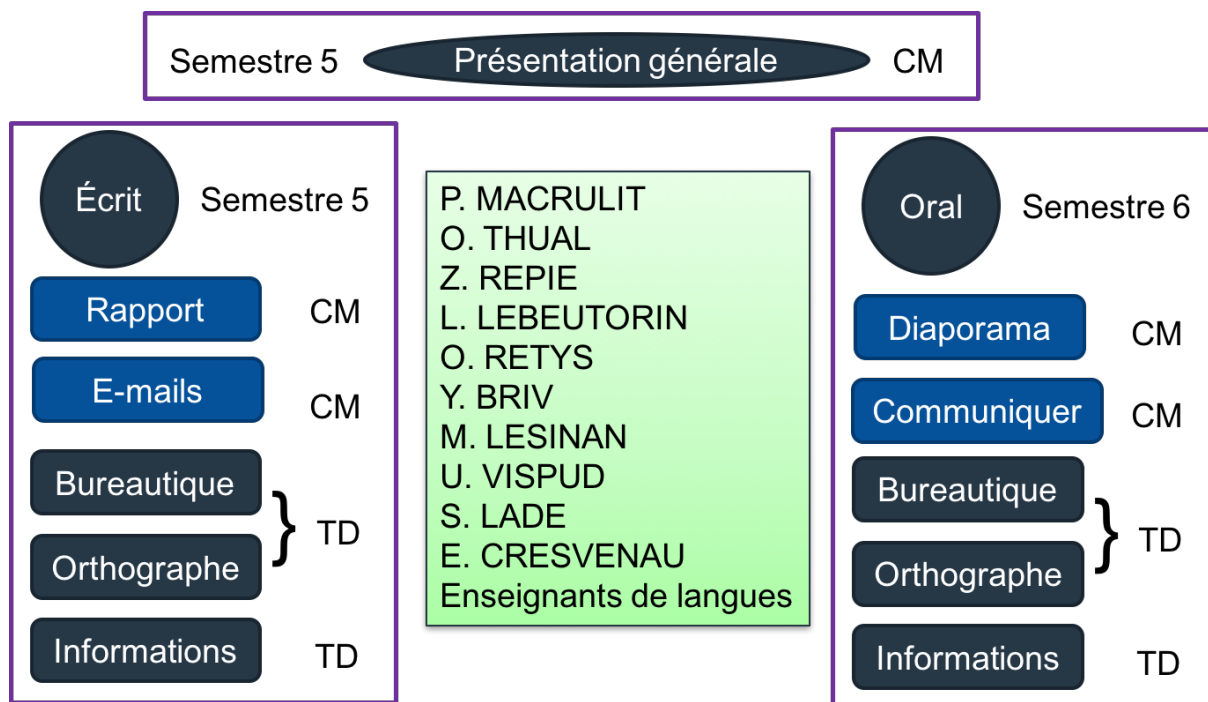 Semestre 5 Présentation générale CM
Écrit Semestre 5
Rapport CM
E-mails CM
Bureautique
Orthographe
} TD
Informations TD
P. MACRULIT
O. THUAL
Z. REPIE
L. LEBEUTORIN
O. RETYS
Y. BRIV
M. LESINAN
U. VISPUD
S. LADE
E. CRESVENAU
Enseignants de langues
Oral Semestre 6
Diaporama CM
Communiquer CM
Bureautique
Orthographe
} TD
Informations TD